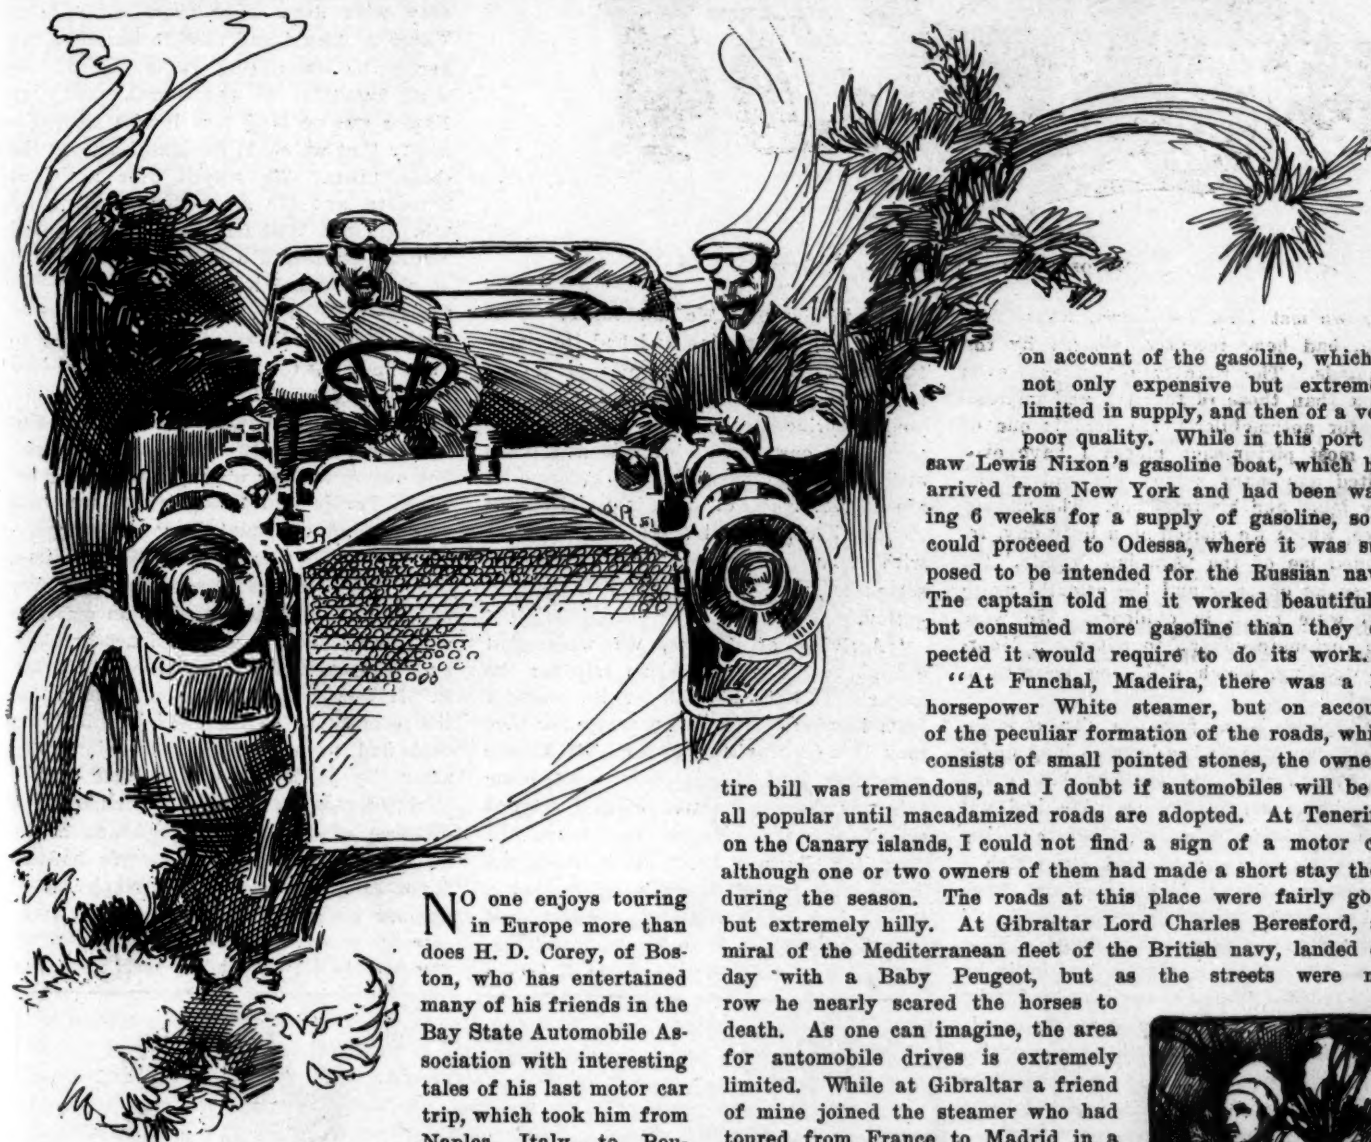 NO one enjoys touring
in Europe more than
does H. D. Corey, of Bos-
ton, who has entertained
many of his friends in the
Bay State Automobile As-
sociation with interesting
tales of his last motor car
trip, which took him from
Naples, Italy, to Bou-
on account of the gasoline, which
not only expensive but extrem
limited in supply, and then of a ve
poor quality. While in this port
saw Lewis Nixon's gasoline boat, which h
arrived from New York and had been wa
ing 6 weeks for a supply of gasoline, so
could proceed to Odessa, where it was su
posed to be intended for the Russian nav
The captain told me it worked beautiful
but consumed more gasoline than they e
pected it would require to do its work.
"At Funchal, Madeira, there was a
horsepower White steamer, but on accou
of the peculiar formation of the roads, whi
consists of small pointed stones, the owne
tire bill was tremendous, and I doubt if automobiles will be
all popular until macadamized roads are adopted. At Teneri
on the Canary islands, I could not find a sign of a motor c
although one or two owners of them had made a short stay the
during the season. The roads at this place were fairly go
but extremely hilly. At Gibraltar Lord Charles Beresford, a
miral of the Mediterranean fleet of the British navy, landed
day with a Baby Peugeot, but as the streets were n
row he nearly scared the horses to
death. As one can imagine, the area
for automobile drives is extremely
limited. While at Gibraltar a friend
of mine joined the steamer who had
toured from France to Madrid in a